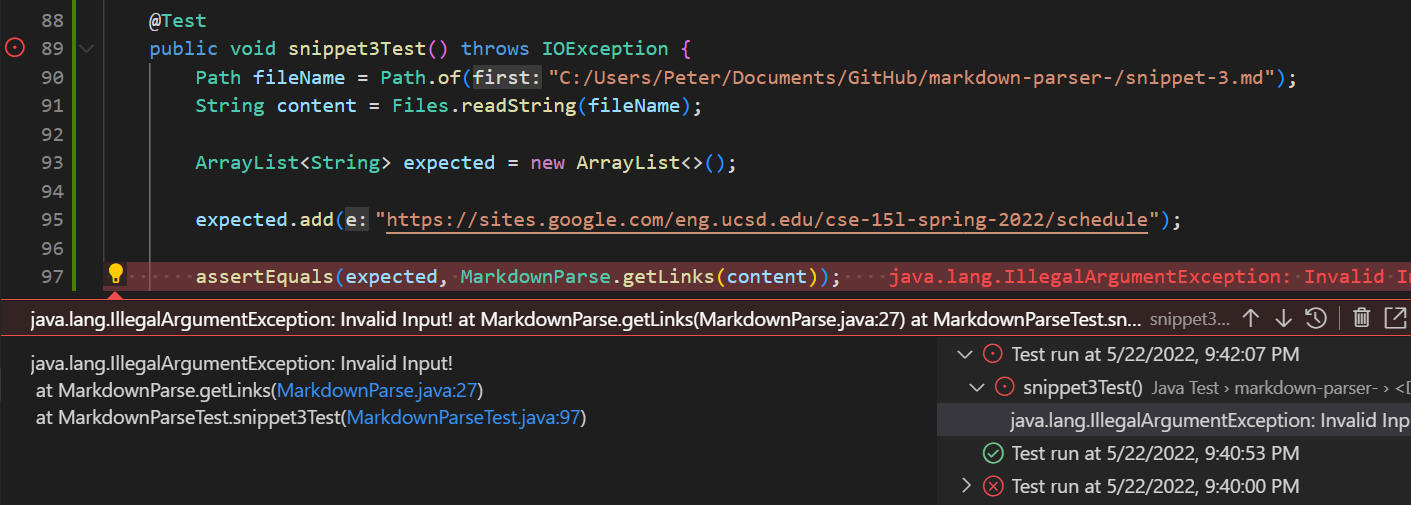 88 @Test
89 public void snippet3Test() throws IOException {
90 Path fileName = Path.of(first: "C:/Users/Peter/Documents/GitHub/markdown-parser-/snippet-3.md");
91 String content = Files.readString(fileName);
92
93 ArrayList<String> expected = new ArrayList<>();
94
95 expected.add(e: "https://sites.google.com/eng.ucsd.edu/cse-15l-spring-2022/schedule");
96
97 assertEquals(expected, MarkdownParse.getLinks(content)); java.lang.IllegalArgumentException: Invalid In
java.lang.IllegalArgumentException: Invalid Input! at MarkdownParse.getLinks(MarkdownParse.java:27) at MarkdownParseTest.sn... snippet3...
java.lang.IllegalArgumentException: Invalid Input!
at MarkdownParse.getLinks(MarkdownParse.java:27)
at MarkdownParseTest.snippet3Test(MarkdownParseTest.java:97)
Test run at 5/22/2022, 9:42:07 PM
snippet3Test() Java Test › markdown-parser- › <D
java.lang.IllegalArgumentException: Invalid Inp
Test run at 5/22/2022, 9:40:53 PM
Test run at 5/22/2022, 9:40:00 PM